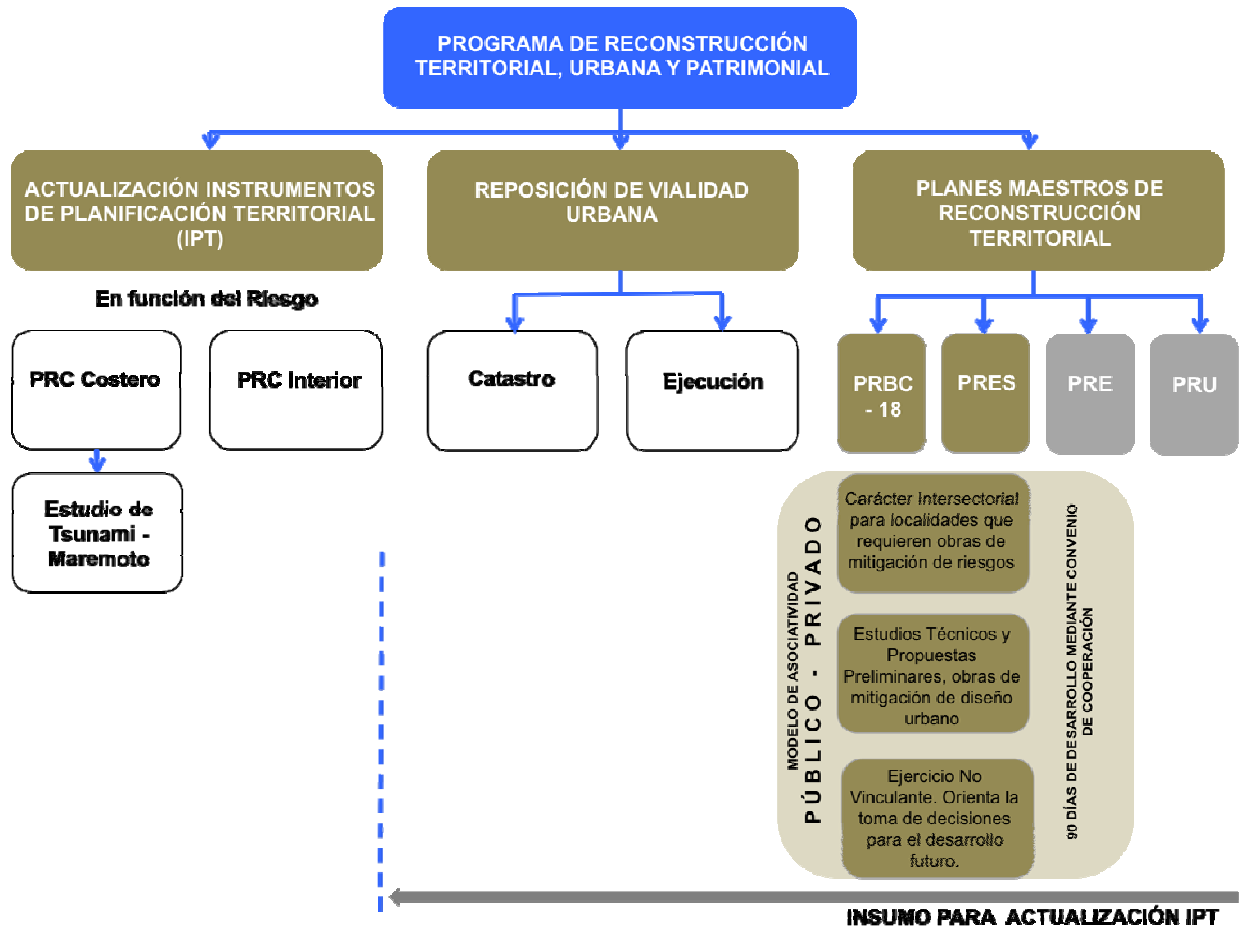 PROGRAMA DE RECONSTRUCCIÓN
TERRITORIAL, URBANA Y PATRIMONIAL
ACTUALIZACIÓN INSTRUMENTOS
DE PLANIFICACIÓN TERRITORIAL
(IPT)
REPOSICIÓN DE VIALIDAD
URBANA
PLANES MAESTROS DE
RECONSTRUCCIÓN
TERRITORIAL
En función del Riesgo
PRC Costero
PRC Interior
Catastro
Ejecución
PRBC
- 18
PRES
PRE
PRU
Estudio de
Tsunami -
Maremoto
MODELO DE ASOCIATIVIDAD
PÚBLICO - PRIVADO
Carácter Intersectorial
para localidades que
requieren obras de
mitigación de riesgos
Estudios Técnicos y
Propuestas
Preliminares, obras de
mitigación de diseño
urbano
Ejercicio No
Vinculante. Orienta la
toma de decisiones
para el desarrollo
futuro.
90 DÍAS DE DESARROLLO MEDIANTE CONVENIO
DE COOPERACIÓN
INSUMO PARA ACTUALIZACIÓN IPT